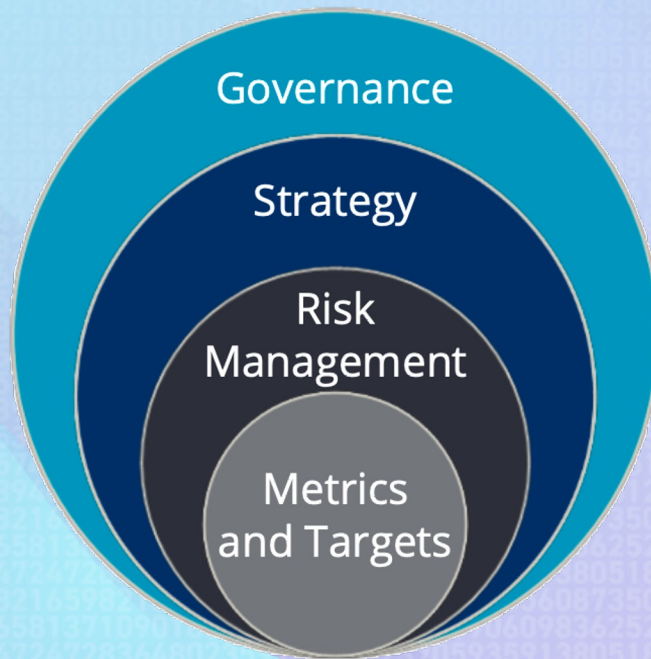 Governance
Strategy
Risk
Management
Metrics
and Targets